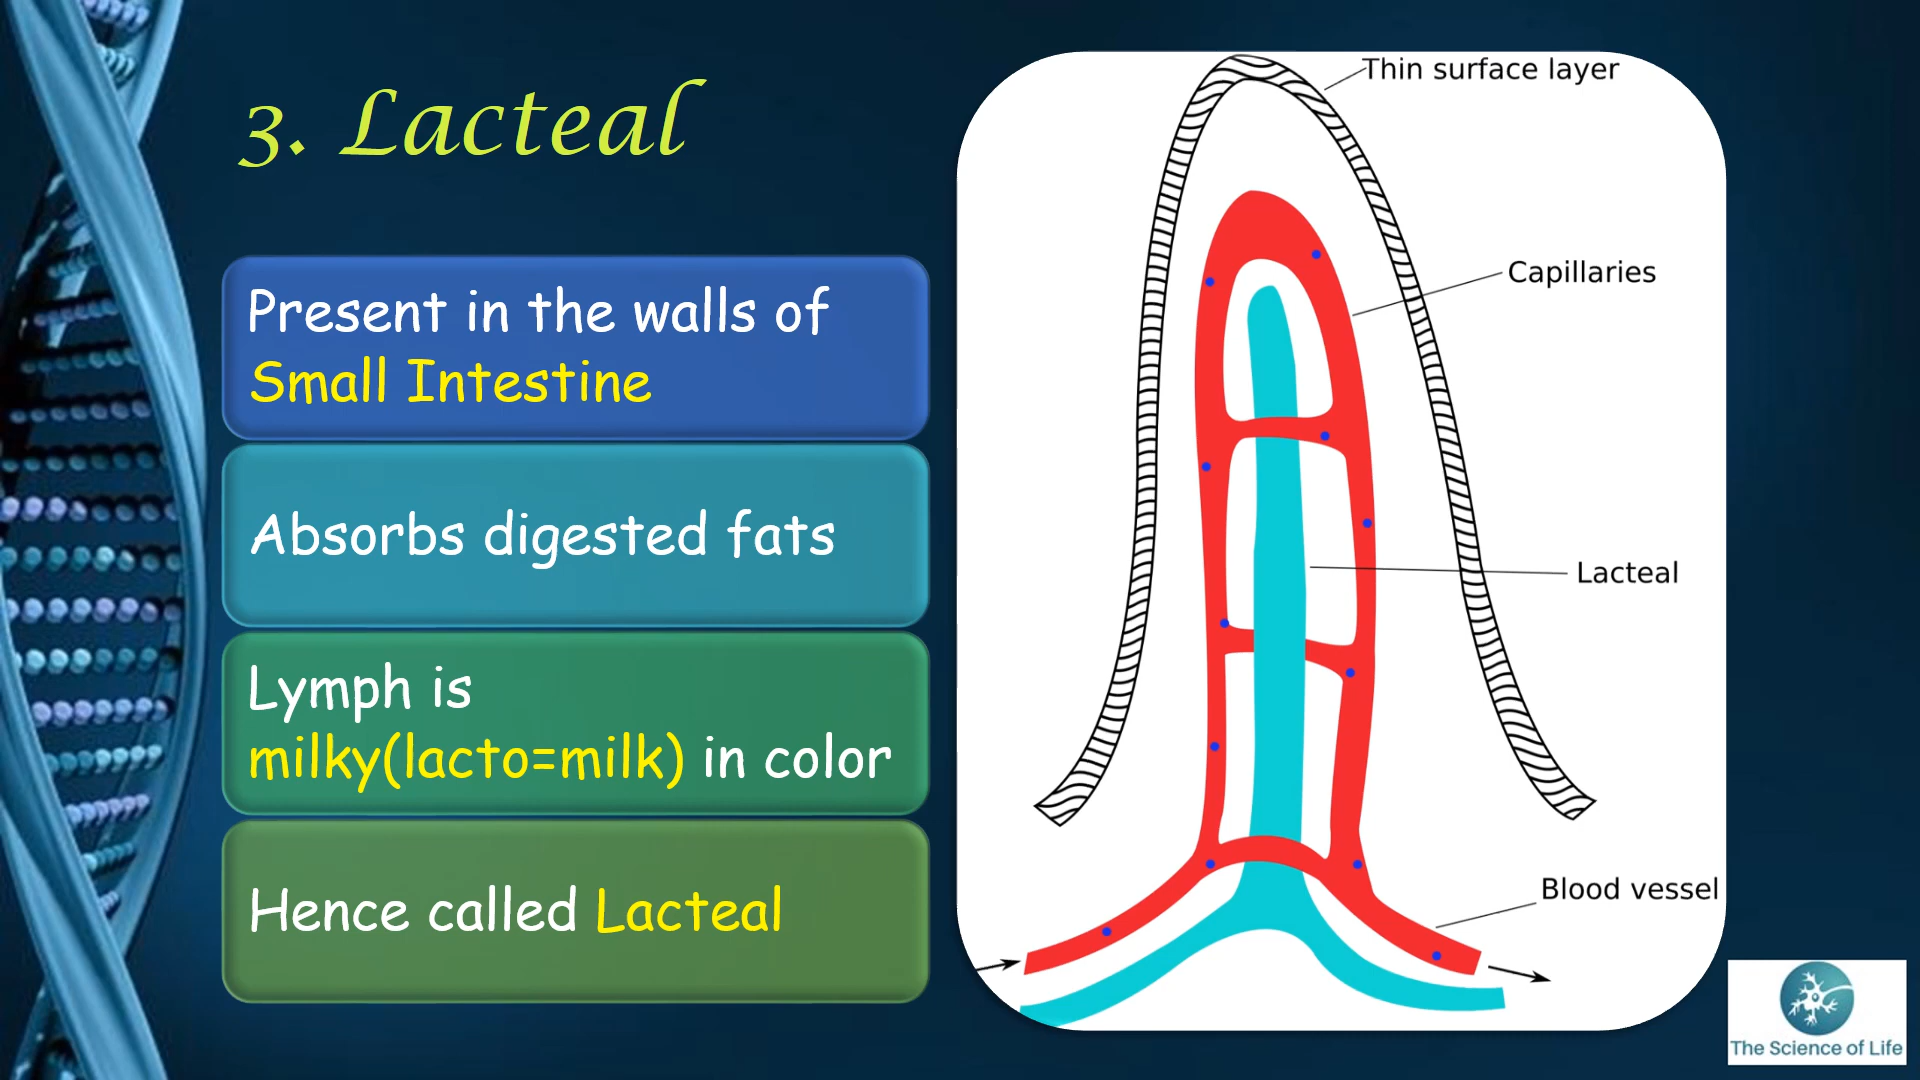 3. Lacteal
Present in the walls of
Small Intestine
Absorbs digested fats
Lymph is
milky(lacto=milk) in color
Hence called Lacteal
Thin surface layer
Capillaries
Lacteal
Blood vessel
The Science of Life